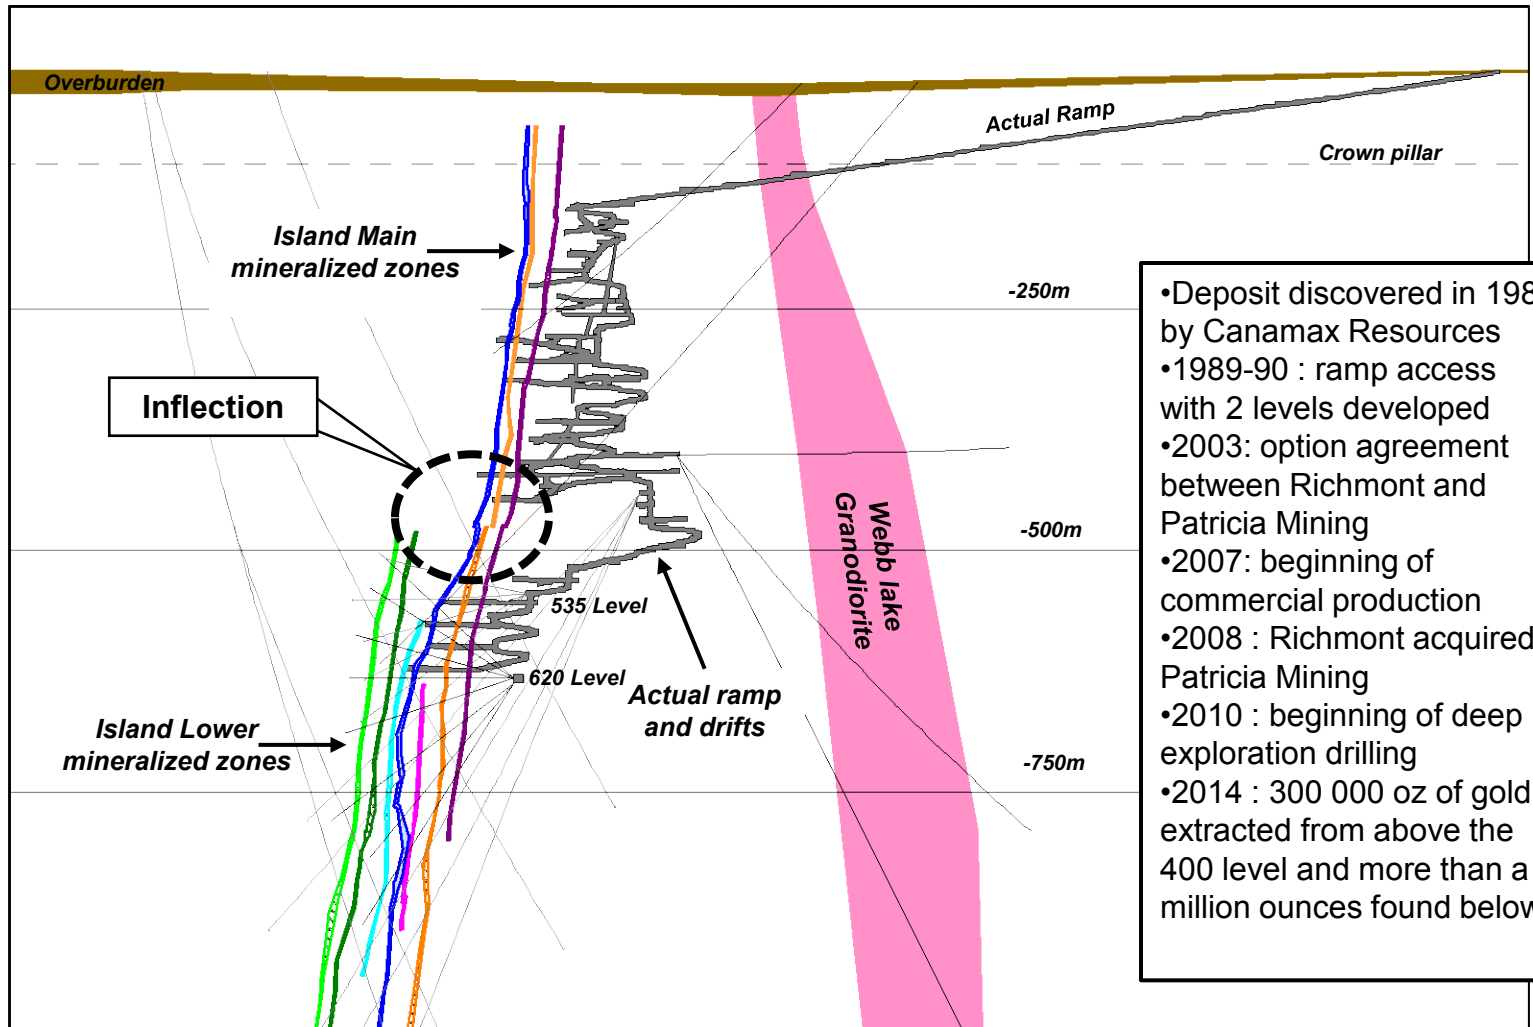 Overburden
Actual Ramp
Crown pillar
Island Main
mineralized zones
-250m
Inflection
Webb lake
Granodiorite
-500m
535 Level
620 Level
Actual ramp
and drifts
Island Lower
mineralized zones
-750m
•Deposit discovered in 198
by Canamax Resources
•1989-90 : ramp access
with 2 levels developed
•2003: option agreement
between Richmont and
Patricia Mining
•2007: beginning of
commercial production
•2008 : Richmont acquired
Patricia Mining
•2010 : beginning of deep
exploration drilling
•2014 : 300 000 oz of gold
extracted from above the
400 level and more than a
million ounces found below